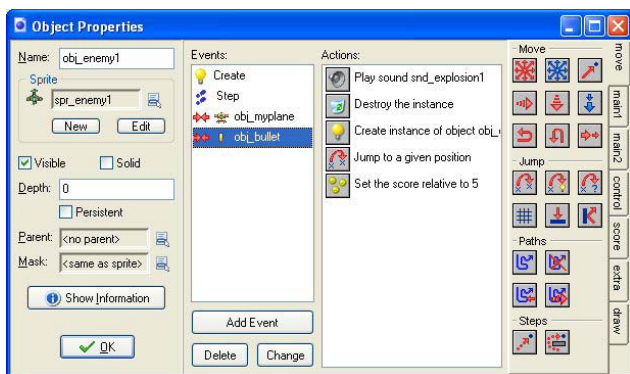 Object Properties
Name: obj_enemy1
Sprite
spr_enemy1
New Edit
Visible Solid
Depth: 0
Persistent
Parent: <no parent>
Mask: <same as sprite>
Show Information
OK
Events:
Create
Step
obj_myplane
obj_bullet
Add Event
Delete Change
Actions:
Play sound snd_explosion1
Destroy the instance
Create instance of object obj_
Jump to a given position
Set the score relative to 5
Move
Jump
Paths
Steps
move
main1
main2
control
score
extra
draw